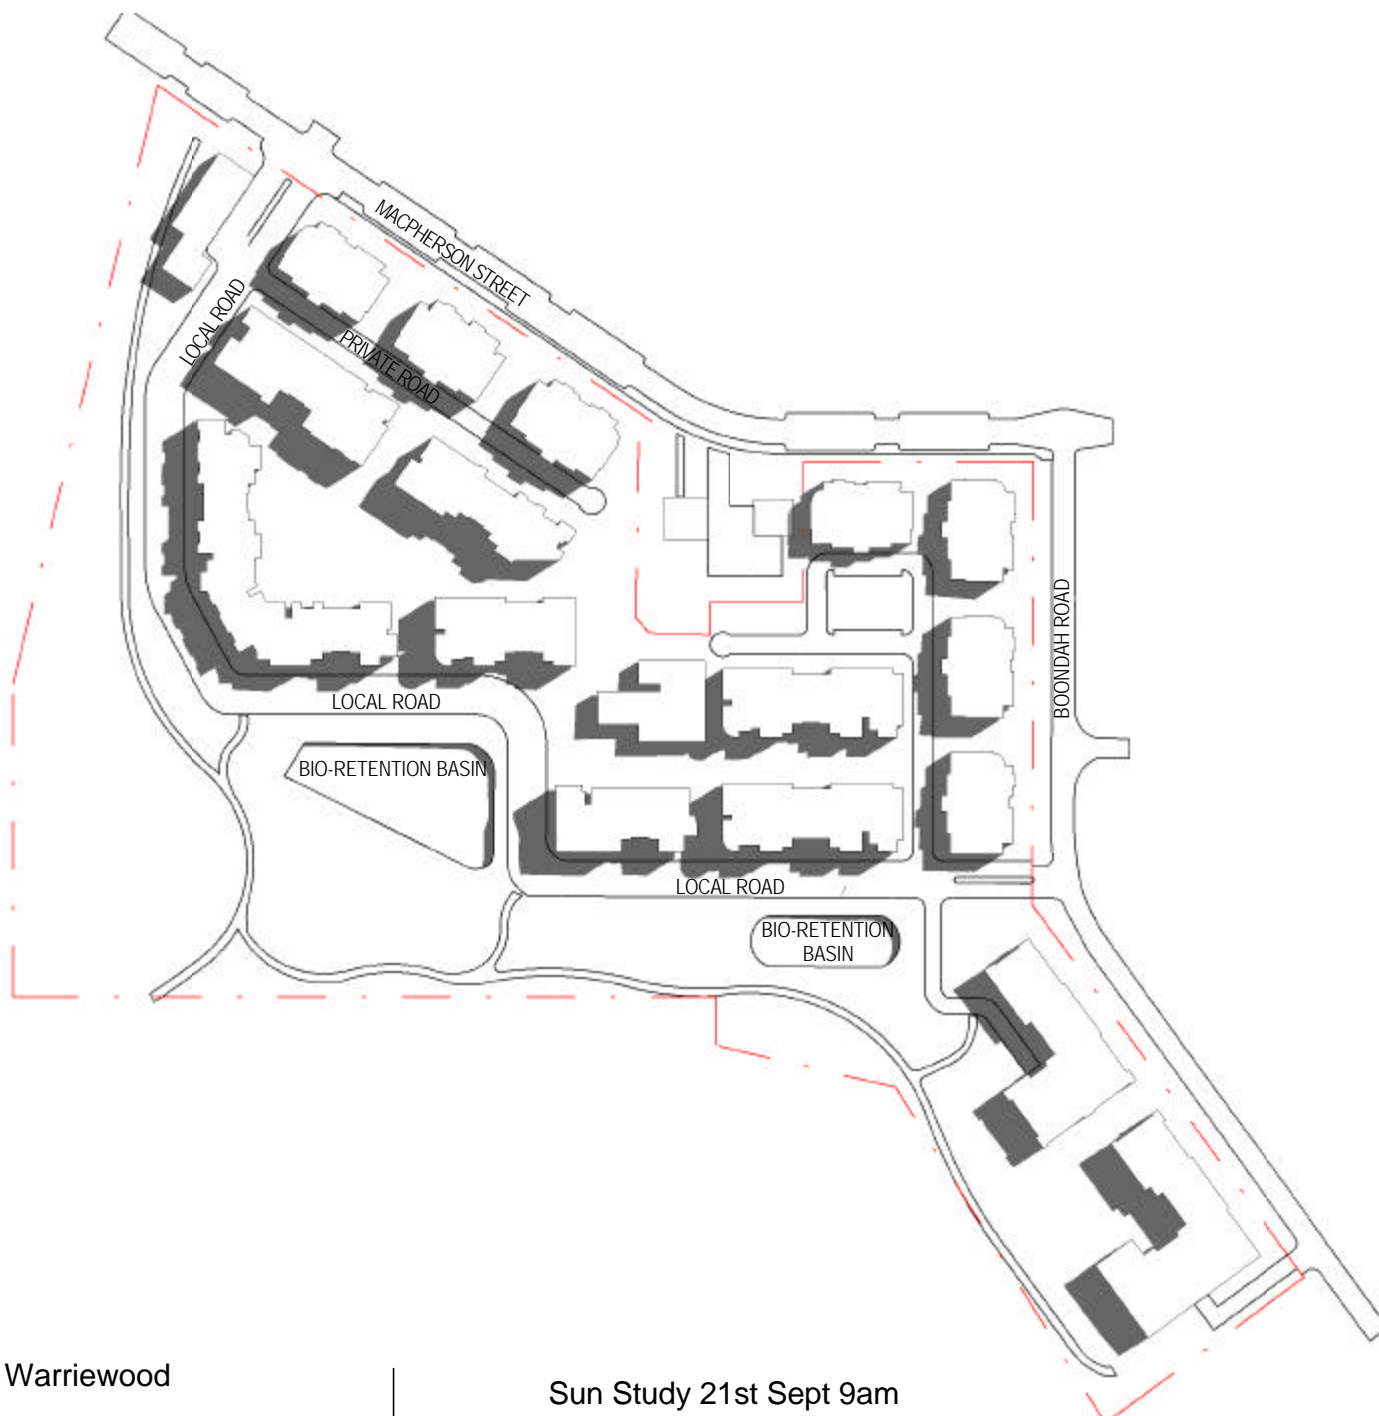 MACPHERSON STREET
LOCAL ROAD
PRIVATE ROAD
BOONDAH ROAD
LOCAL ROAD
BIO-RETENTION BASIN
LOCAL ROAD
BIO-RETENTION
BASIN
Warriewood
Sun Study 21st Sept 9am